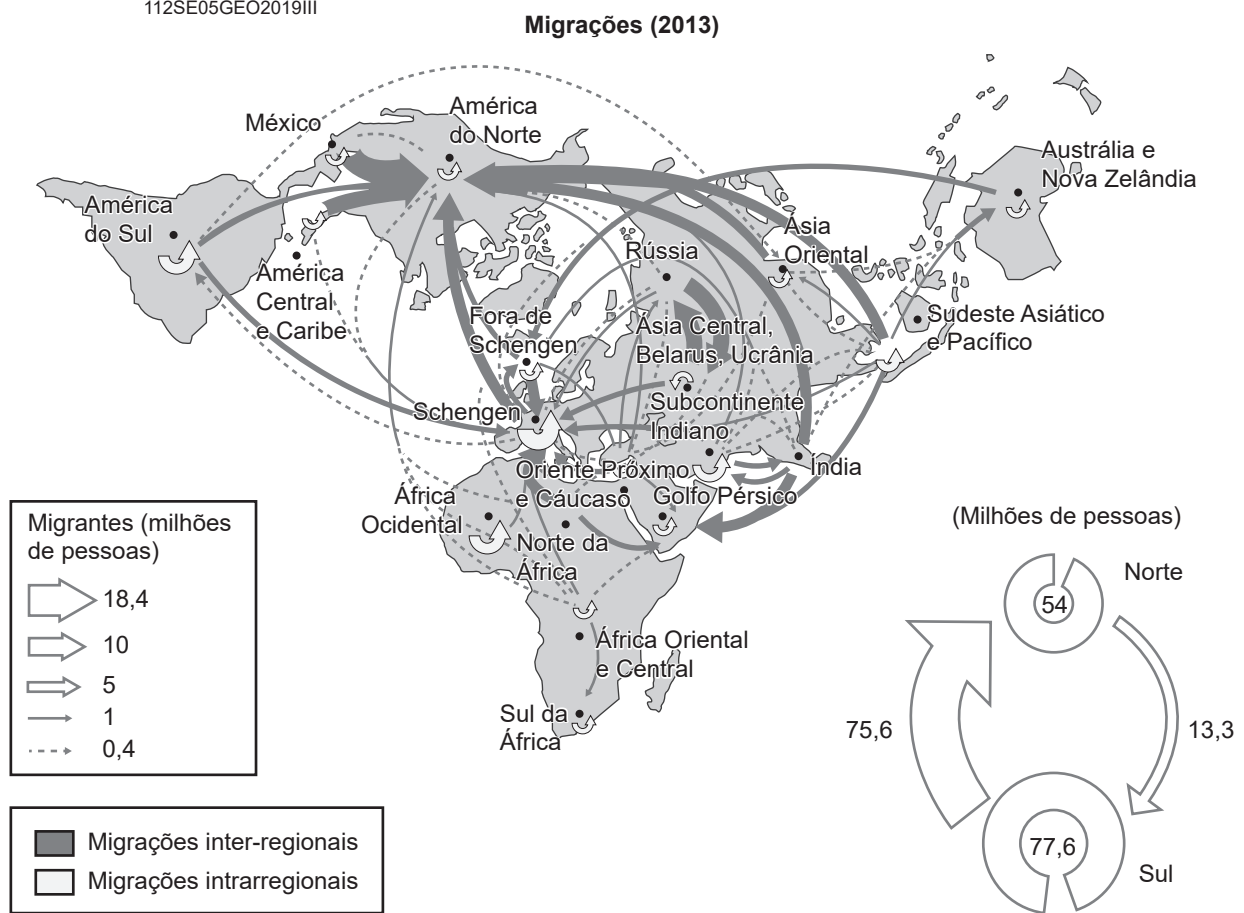 112SE05GEO2019III
Migrações (2013)
México
América
do Norte
Austrália e
Nova Zelândia
América
do Sul
Ásia
Oriental
Rússia
América
Central
e Caribe
Fora de
Schengen
Ásia Central,
Belarus, Ucrânia
Sudeste Asiático
e Pacífico
Schengen
Subcontinente
Indiano
Oriente Próximo
e Cáucaso
Golfo Pérsico
Índia
África
Ocidental
Norte da
África
África Oriental
e Central
Sul da
África
Migrantes (milhões
de pessoas)
18,4
10
5
1
0,4
Migrações inter-regionais
Migrações intrarregionais
(Milhões de pessoas)
Norte
54
75,6
13,3
77,6
Sul